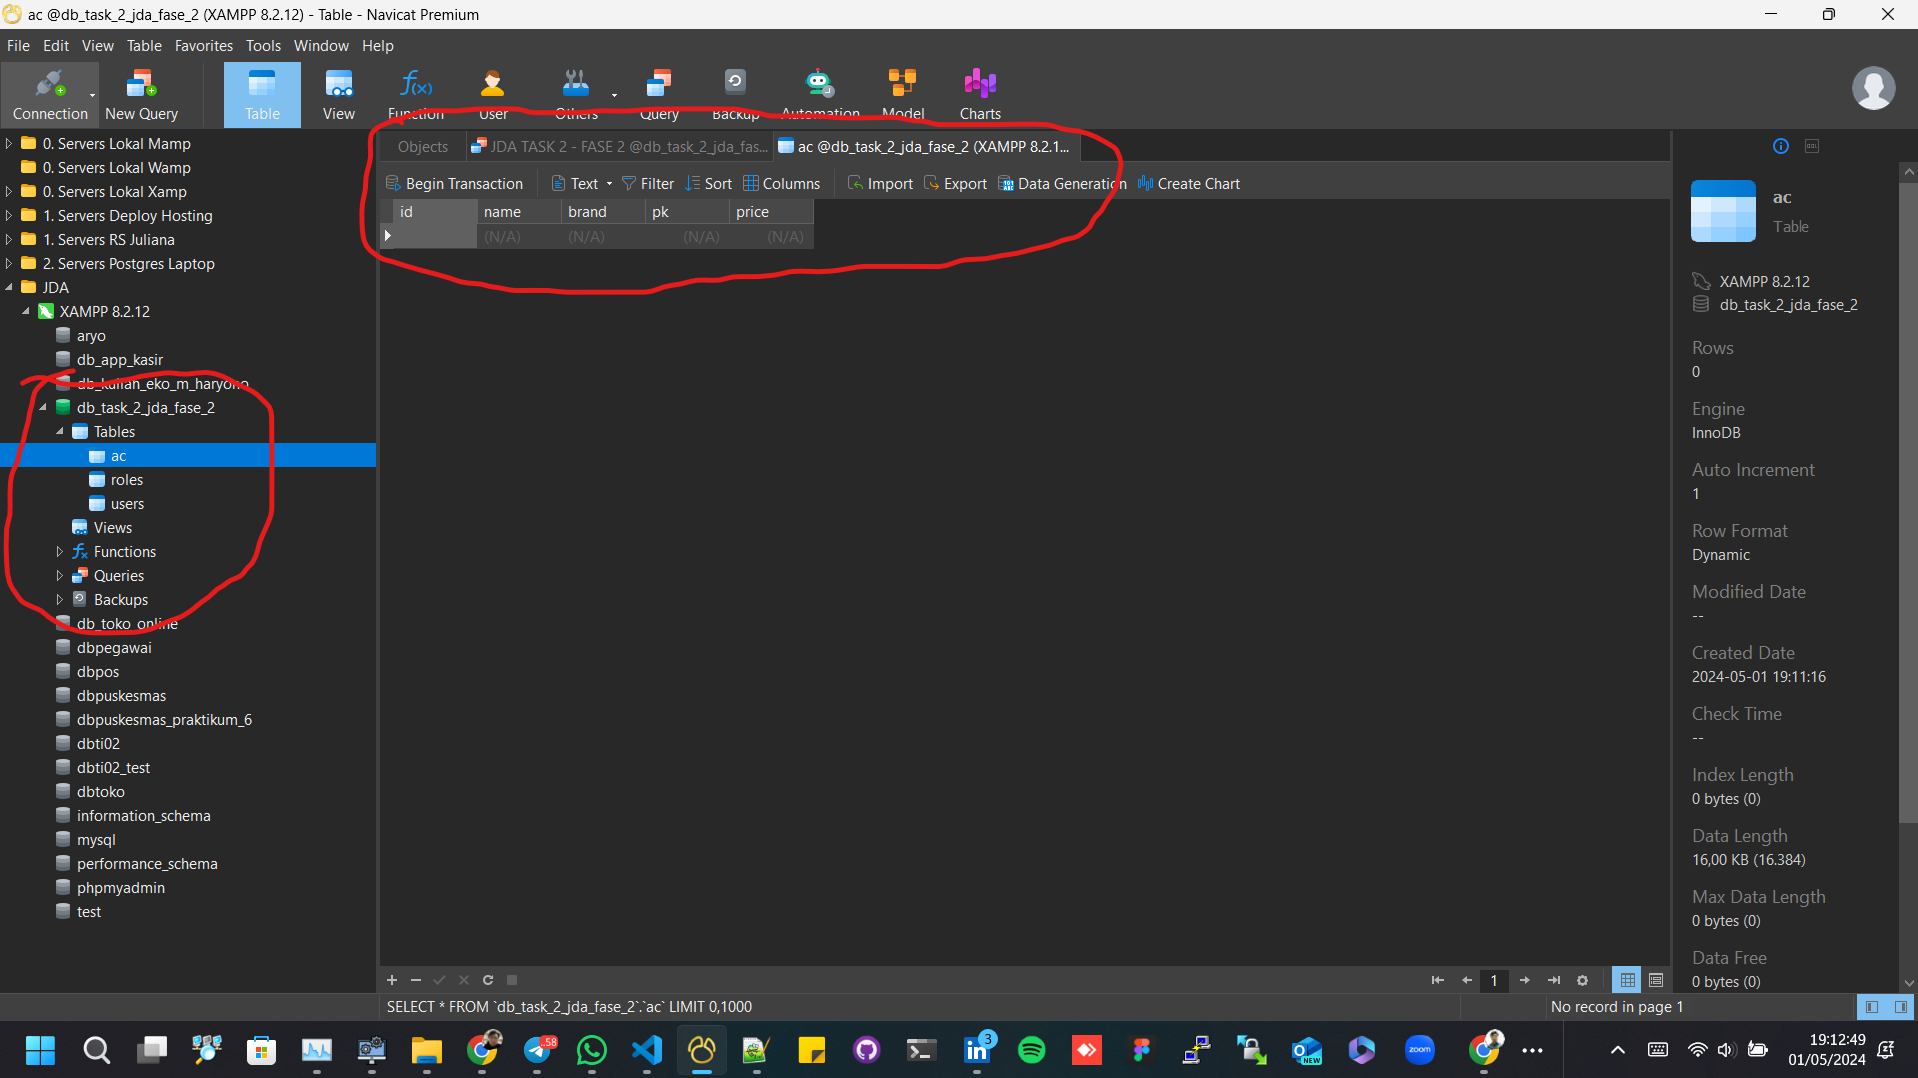 ac @db_task_2_jda_fase_2 (XAMPP 8.2.12) - Table - Navicat Premium
File Edit View Table Favorites Tools Window Help
Connection New Query Table View Function User Others Query Backup Automation Model Charts
0. Servers Lokal Mamp
0. Servers Lokal Wamp
0. Servers Lokal Xamp
1. Servers Deploy Hosting
1. Servers RS Juliana
2. Servers Postgres Laptop
JDA
XAMPP 8.2.12
aryo
db_app_kasir
db_kulian_eko_m_haryono
db_task_2_jda_fase_2
Tables
ac
roles
users
Views
Functions
Queries
Backups
db_toko_online
dbpegawai
dbpos
dbpuskesmas
dbpuskesmas_praktikum_6
dbti02
dbti02_test
dbtoko
information_schema
mysql
performance_schema
phpmyadmin
test
Objects JDA TASK 2 - FASE 2 @db_task_2_jda_fas... ac @db_task_2_jda_fase_2 (XAMPP 8.2.1...
Begin Transaction Text Filter Sort Columns Import Export Data Generation Create Chart
id name brand pk price
(N/A) (N/A) (N/A) (N/A)
1
SELECT * FROM `db_task_2_jda_fase_2`.`ac` LIMIT 0,1000
No record in page 1
ac
Table
XAMPP 8.2.12
db_task_2_jda_fase_2
Rows
0
Engine
InnoDB
Auto Increment
1
Row Format
Dynamic
Modified Date
--
Created Date
2024-05-01 19:11:16
Check Time
--
Index Length
0 bytes (0)
Data Length
16,00 KB (16.384)
Max Data Length
0 bytes (0)
Data Free
0 bytes (0)
58
3
NEW
zoom
19:12:49
01/05/2024